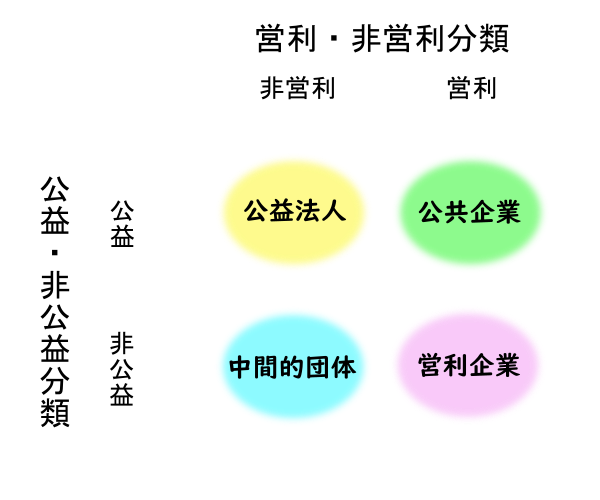 営利・非営利分類
非営利 営利
公益・非公益分類
公益
公益法人 公共企業
非公益
中間的団体 営利企業